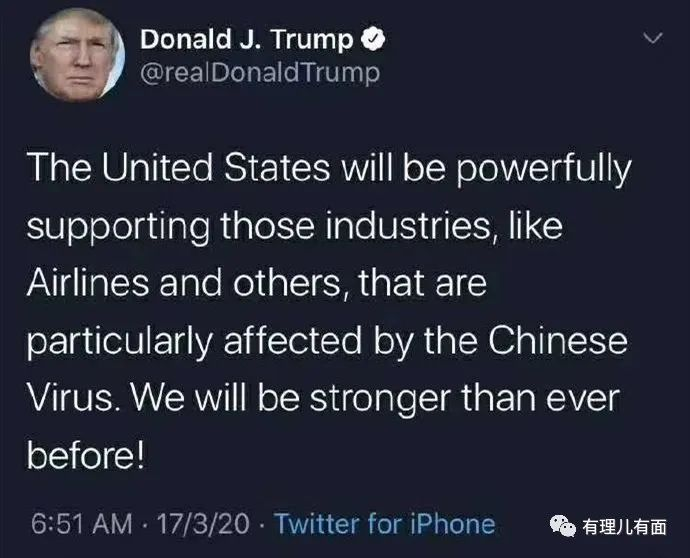 Donald J. Trump
@realDonaldTrump
The United States will be powerfully
supporting those industries, like
Airlines and others, that are
particularly affected by the Chinese
Virus. We will be stronger than ever
before!
6:51 AM · 17/3/20 · Twitter for iPhone
有理儿有面